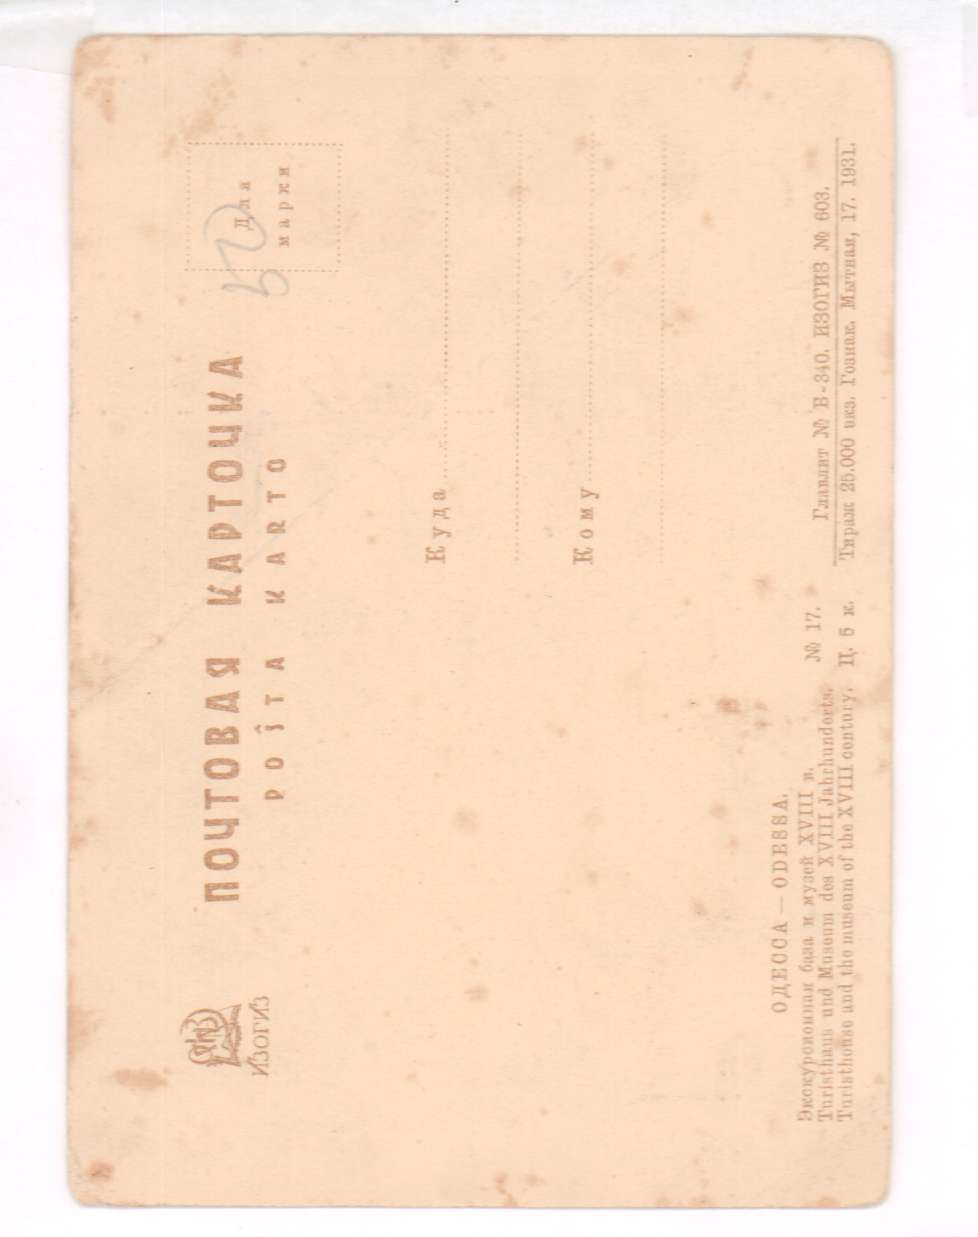 ИЗОГИЗ
ПОЧТОВАЯ КАРТОЧКА
POŜTA KARTO
Для
марки
Куда
Кому
ОДЕССА — ODESSA.
Экскурсионная база и музей XVIII в. № 17.
Turisthaus und Museum des XVIII Jahrhunderts.
Turisthouse and the museum of the XVIII century. Ц. 5 к.
Главлит № В-340. ИЗОГИЗ № 603.
Тираж 25.000 экз. Гознак. Мытная, 17. 1931.